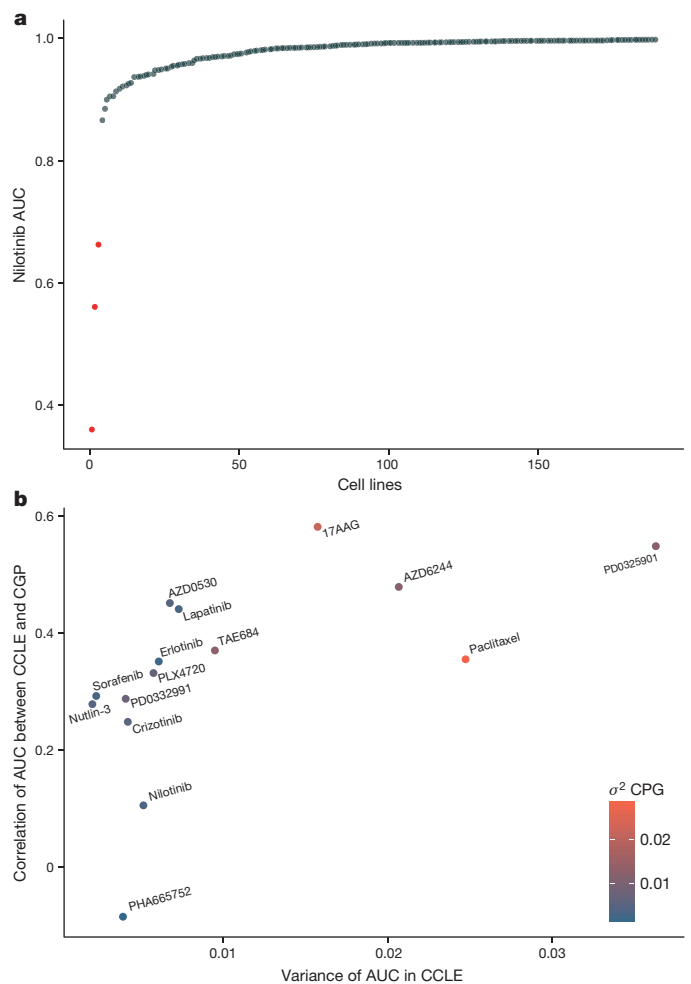 a
1.0
0.8
0.6
0.4
Nilotinib AUC
0
50
100
150
Cell lines
b
0.6
0.4
0.2
0
Correlation of AUC between CCLE and CGP
17AAG
PD0325901
AZD6244
AZD0530
Lapatinib
TAE684
Paclitaxel
Erlotinib
PLX4720
Sorafenib
PD0332991
Nutlin-3
Crizotinib
Nilotinib
PHA665752
σ² CPG
0.02
0.01
0.01
0.02
0.03
Variance of AUC in CCLE